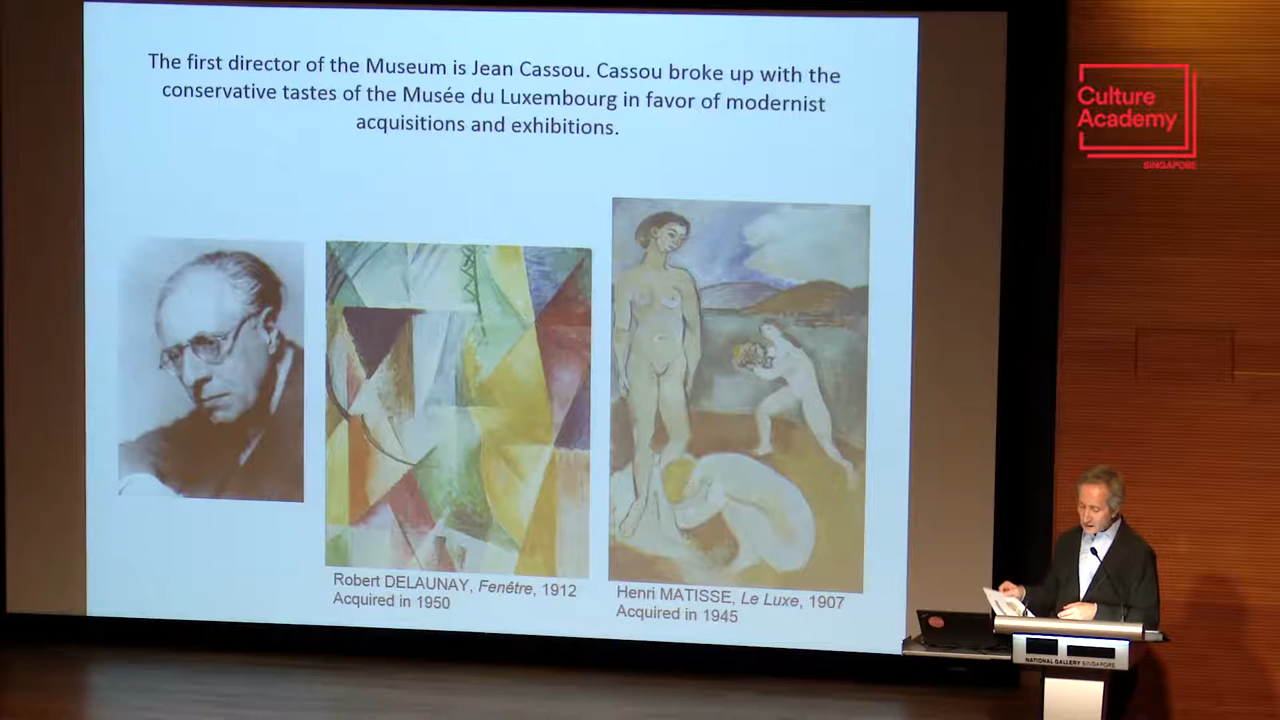 The first director of the Museum is Jean Cassou. Cassou broke up with the
conservative tastes of the Musée du Luxembourg in favor of modernist
acquisitions and exhibitions.
Robert DELAUNAY, Fenêtre, 1912
Acquired in 1950
Henri MATISSE, Le Luxe, 1907
Acquired in 1945
Culture
Academy
SINGAPORE
NATIONAL GALLERY SINGAPORE